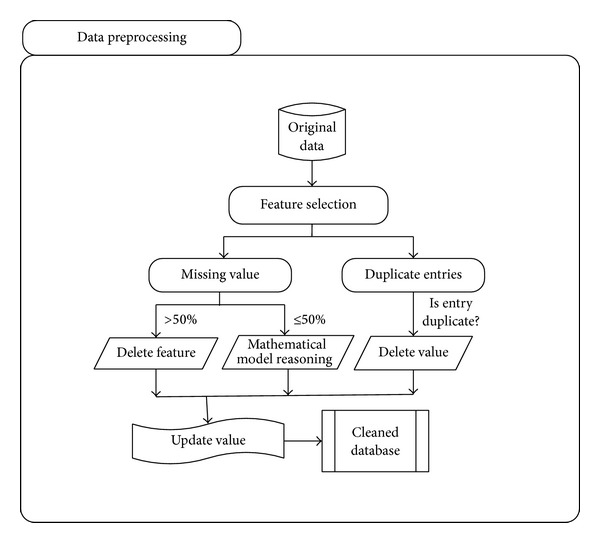 Data preprocessing
Original
data
Feature selection
Missing value
Duplicate entries
>50%
≤50%
Is entry
duplicate?
Delete feature
Mathematical
model reasoning
Delete value
Update value
Cleaned
database